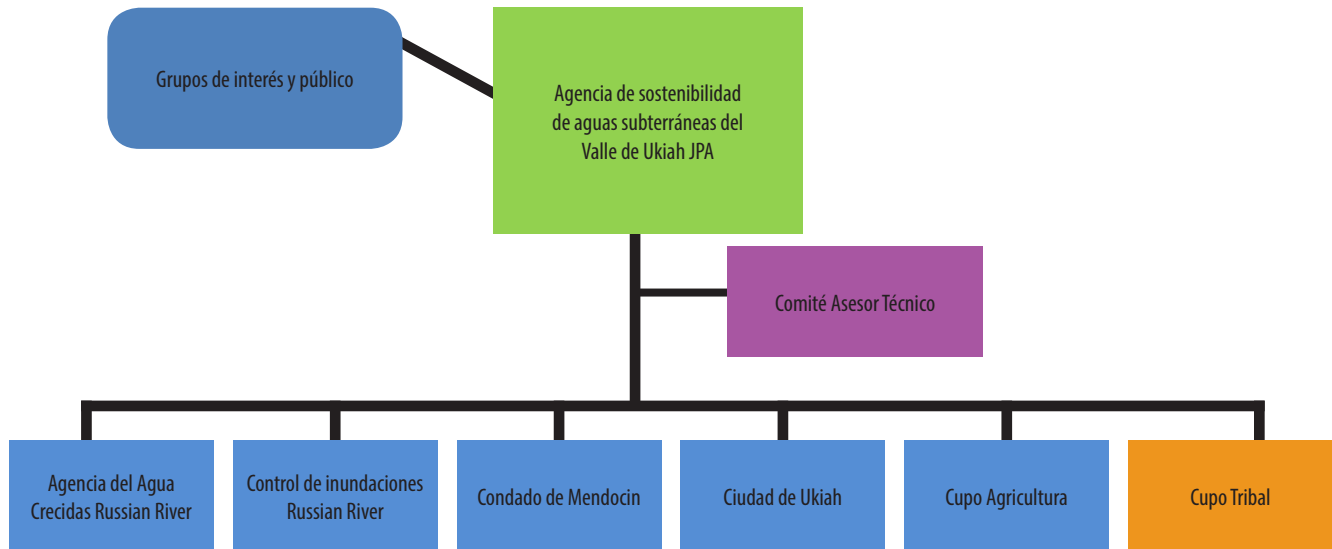 Grupos de interés y público
Agencia de sostenibilidad
de aguas subterráneas del
Valle de Ukiah JPA
Comité Asesor Técnico
Agencia del Agua
Crecidas Russian River
Control de inundaciones
Russian River
Condado de Mendocin
Ciudad de Ukiah
Cupo Agricultura
Cupo Tribal